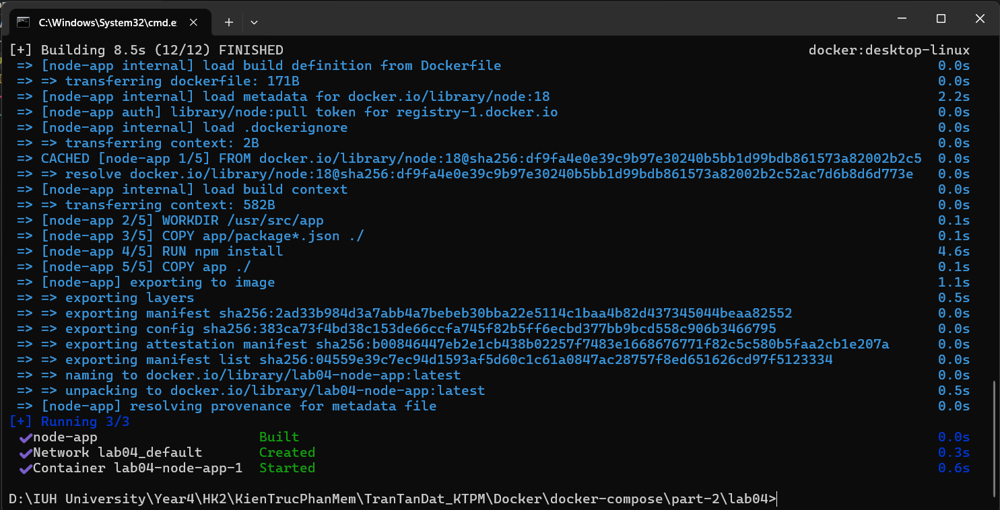 C:\Windows\System32\cmd.e
[+] Building 8.5s (12/12) FINISHED docker:desktop-linux
=> [node-app internal] load build definition from Dockerfile 0.0s
=> => transferring dockerfile: 171B 0.0s
=> [node-app internal] load metadata for docker.io/library/node:18 2.2s
=> [node-app auth] library/node:pull token for registry-1.docker.io 0.0s
=> [node-app internal] load .dockerignore 0.0s
=> => transferring context: 2B 0.0s
=> CACHED [node-app 1/5] FROM docker.io/library/node:18@sha256:df9fa4e0e39c9b97e30240b5bb1d99bdb861573a82002b2c5 0.0s
=> => resolve docker.io/library/node:18@sha256:df9fa4e0e39c9b97e30240b5bb1d99bdb861573a82002b2c52ac7d6b8d6d773e 0.0s
=> [node-app internal] load build context 0.0s
=> => transferring context: 582B 0.0s
=> [node-app 2/5] WORKDIR /usr/src/app 0.1s
=> [node-app 3/5] COPY app/package*.json ./ 0.1s
=> [node-app 4/5] RUN npm install 4.6s
=> [node-app 5/5] COPY app ./ 0.1s
=> [node-app] exporting to image 1.1s
=> => exporting layers 0.5s
=> => exporting manifest sha256:2ad33b984d3a7abb4a7bebeb30bba22e5114c1baa4b82d437345044beaa82552 0.0s
=> => exporting config sha256:383ca73f4bd38c153de66ccfa745f82b5ff6ecbd377bb9bcd558c906b3466795 0.0s
=> => exporting attestation manifest sha256:b00846447eb2e1cb438b02257f7483e1668676771f82c5c580b5faa2cb1e207a 0.0s
=> => exporting manifest list sha256:04559e39c7ec94d1593af5d60c1c61a0847ac28757f8ed651626cd97f5123334 0.0s
=> => naming to docker.io/library/lab04-node-app:latest 0.0s
=> => unpacking to docker.io/library/lab04-node-app:latest 0.5s
=> [node-app] resolving provenance for metadata file 0.0s
[+] Running 3/3
✔node-app Built 0.0s
✔Network lab04_default Created 0.3s
✔Container lab04-node-app-1 Started 0.6s
D:\IUH University\Year4\HK2\KienTrucPhanMem\TranTanDat_KTPM\Docker\docker-compose\part-2\lab04>